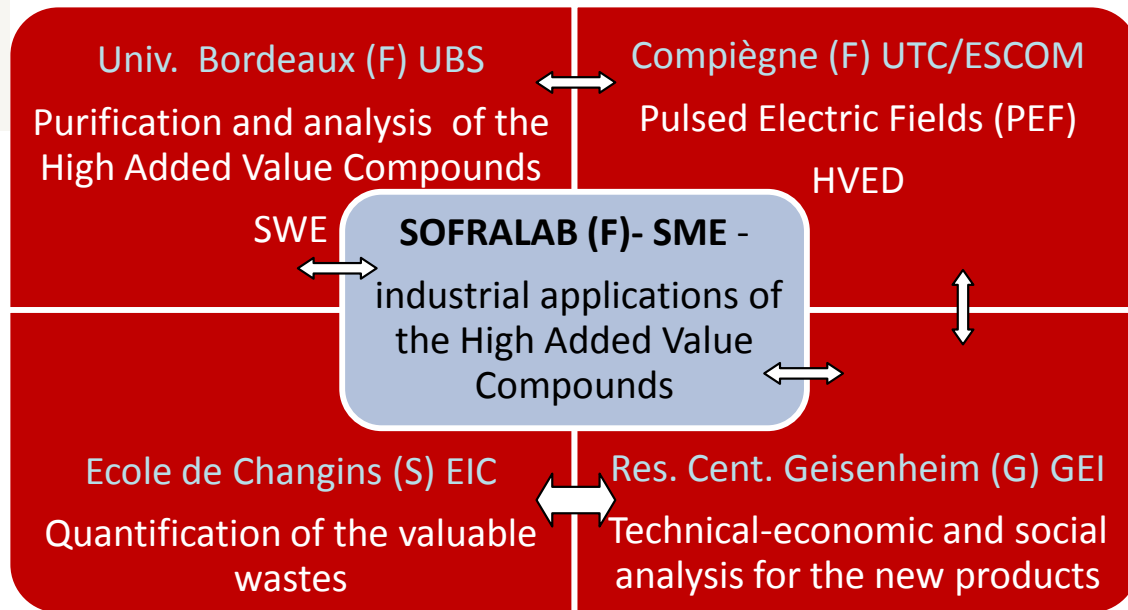 Univ. Bordeaux (F) UBS
Purification and analysis of the
High Added Value Compounds
SWE
Compiègne (F) UTC/ESCOM
Pulsed Electric Fields (PEF)
HVED
SOFRALAB (F)- SME -
industrial applications of
the High Added Value
Compounds
Ecole de Changins (S) EIC
Quantification of the valuable
wastes
Res. Cent. Geisenheim (G) GEI
Technical-economic and social
analysis for the new products